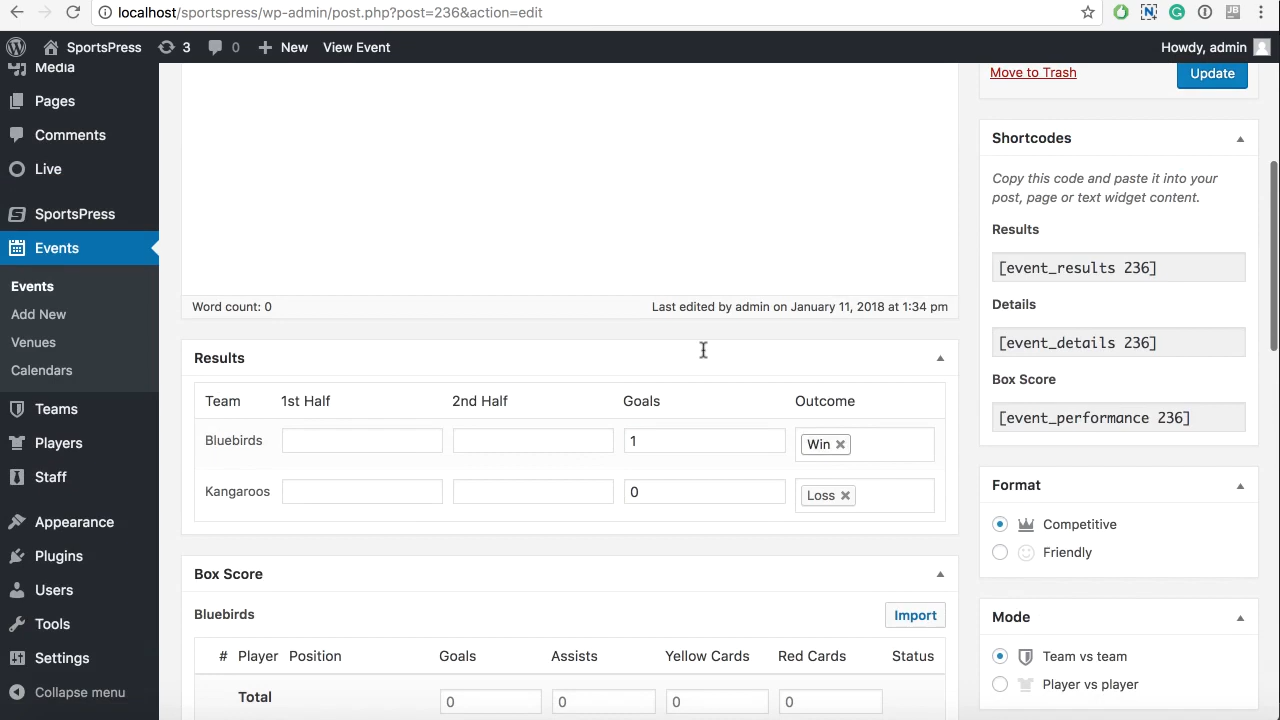 localhost/sportspress/wp-admin/post.php?post=236&action=edit
SportsPress 3 0 New View Event Howdy, admin
Media
Pages
Comments
Live
SportsPress
Events
Events
Add New
Venues
Calendars
Teams
Players
Staff
Appearance
Plugins
Users
Tools
Settings
Collapse menu
Word count: 0 Last edited by admin on January 11, 2018 at 1:34 pm
Results
Team 1st Half 2nd Half Goals Outcome
Bluebirds 1 Win
Kangaroos 0 Loss
Box Score
Bluebirds Import
# Player Position Goals Assists Yellow Cards Red Cards Status
Total 0 0 0 0
Move to Trash Update
Shortcodes
Copy this code and paste it into your
post, page or text widget content.
Results
[event_results 236]
Details
[event_details 236]
Box Score
[event_performance 236]
Format
Competitive
Friendly
Mode
Team vs team
Player vs player